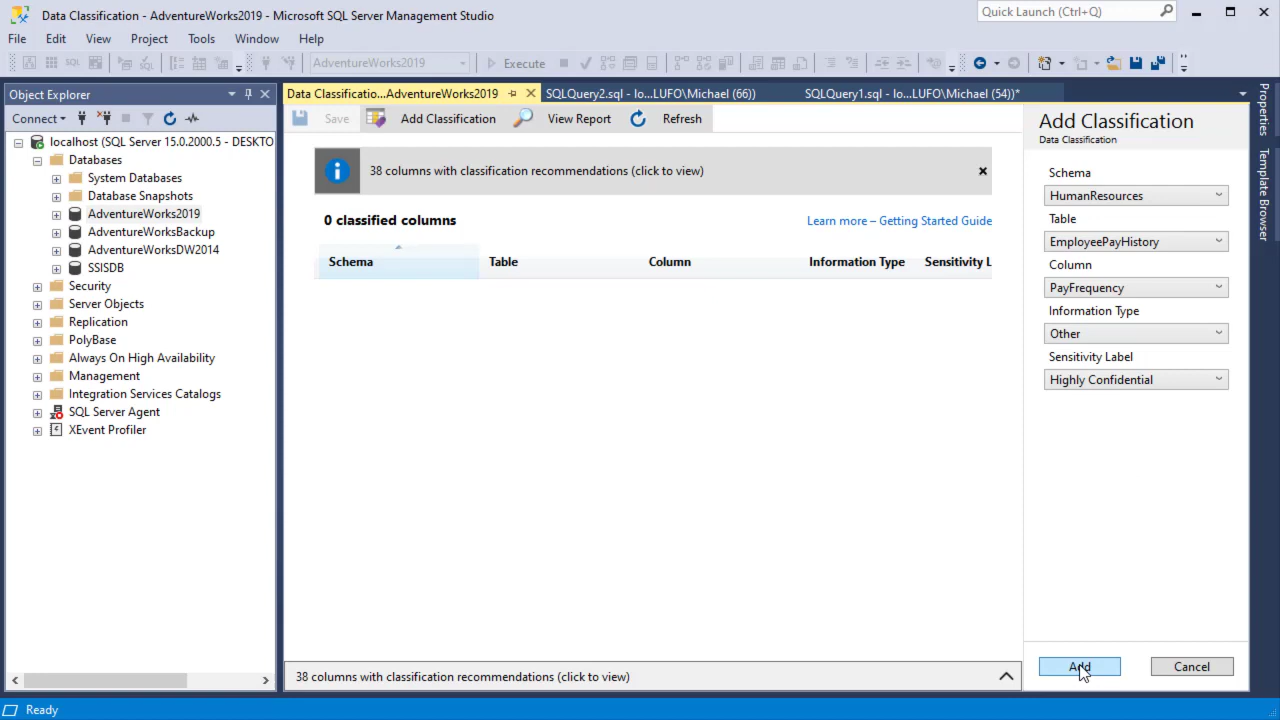 Data Classification - AdventureWorks2019 - Microsoft SQL Server Management Studio
Quick Launch (Ctrl+Q)
File Edit View Project Tools Window Help
AdventureWorks2019 Execute
Object Explorer
Data Classificatio...AdventureWorks2019 SQLQuery2.sql - lo...LUFO\Michael (66)) SQLQuery1.sql - lo...LUFO\Michael (54))*
Connect
Save Add Classification View Report Refresh
localhost (SQL Server 15.0.2000.5 - DESKTO
Databases
System Databases
Database Snapshots
AdventureWorks2019
AdventureWorksBackup
AdventureWorksDW2014
SSISDB
Security
Server Objects
Replication
PolyBase
Always On High Availability
Management
Integration Services Catalogs
SQL Server Agent
XEvent Profiler
38 columns with classification recommendations (click to view)
0 classified columns Learn more – Getting Started Guide
Schema Table Column Information Type Sensitivity L
38 columns with classification recommendations (click to view)
Add Classification
Data Classification
Schema
HumanResources
Table
EmployeePayHistory
Column
PayFrequency
Information Type
Other
Sensitivity Label
Highly Confidential
Add Cancel
Properties
Template Browser
Ready